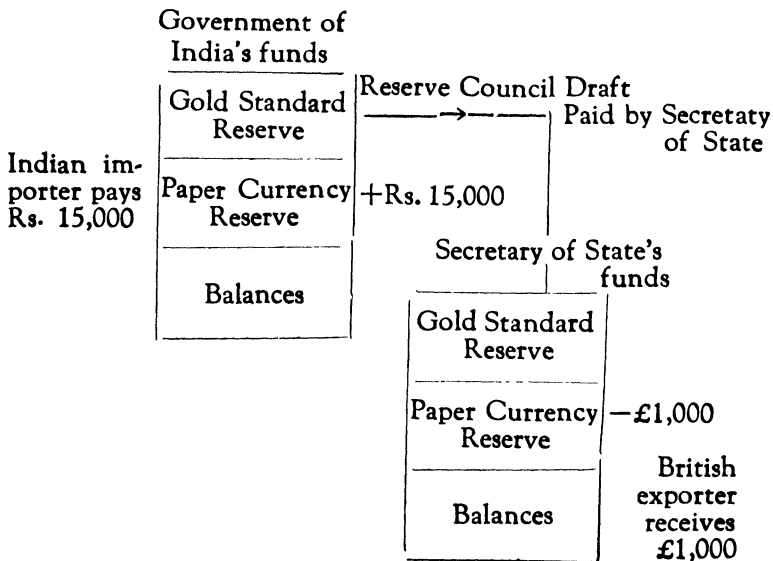 Government of
India's funds
Gold Standard
Reserve
Reserve Council Draft
Paid by Secretaty
of State
Indian im-
porter pays
Rs. 15,000
Paper Currency
Reserve
+Rs. 15,000
Balances
Secretary of State's
funds
Gold Standard
Reserve
Paper Currency
Reserve
—£1,000
Balances
British
exporter
receives
£1,000